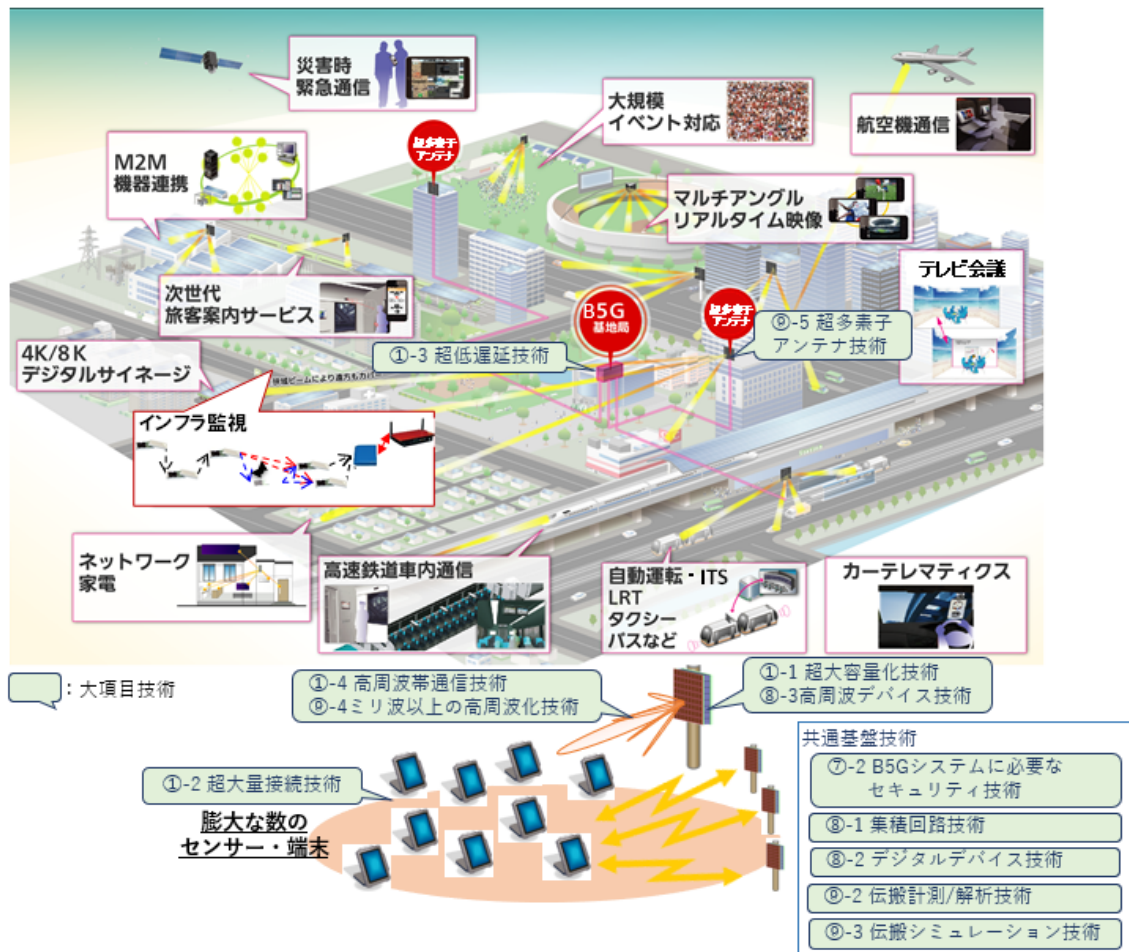 災害時
緊急通信
大規模
イベント対応
航空機通信
超多素子
アンテナ
M2M
機器連携
マルチアングル
リアルタイム映像
テレビ会議
次世代
旅客案内サービス
B5G
基地局
超多素子
アンテナ
⑨-5 超多素子
アンテナ技術
①-3 超低遅延技術
4K/8K
デジタルサイネージ
インフラ監視
ネットワーク
家電
高速鉄道車内通信
自動運転・ITS
LRT
タクシー
バスなど
カーテレマティクス
：大項目技術
①-4 高周波帯通信技術
⑨-4ミリ波以上の高周波化技術
①-1 超大容量化技術
⑧-3高周波デバイス技術
①-2 超大量接続技術
膨大な数の
センサー・端末
共通基盤技術
⑦-2 B5Gシステムに必要な
セキュリティ技術
⑧-1 集積回路技術
⑧-2 デジタルデバイス技術
⑨-2 伝搬計測/解析技術
⑨-3 伝搬シミュレーション技術